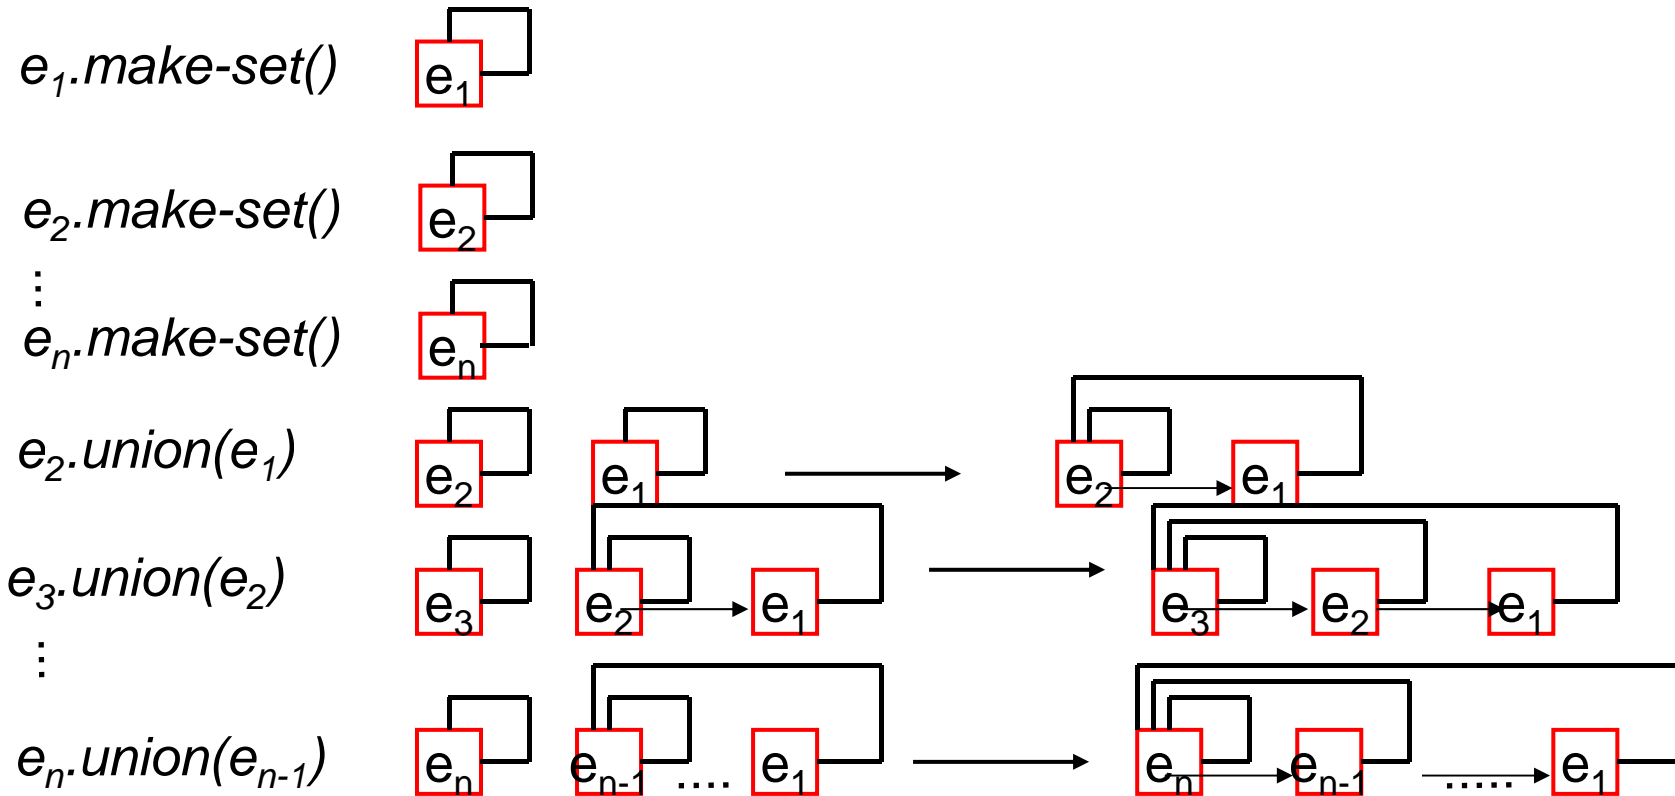 e₁.make-set() e₁
e₂.make-set() e₂
⋮
eₙ.make-set() eₙ
e₂.union(e₁) e₂ e₁ e₂ e₁
e₃.union(e₂) e₃ e₂ e₁ e₃ e₂ e₁
⋮
eₙ.union(eₙ₋₁) eₙ eₙ₋₁ .... e₁ eₙ eₙ₋₁ ..... e₁